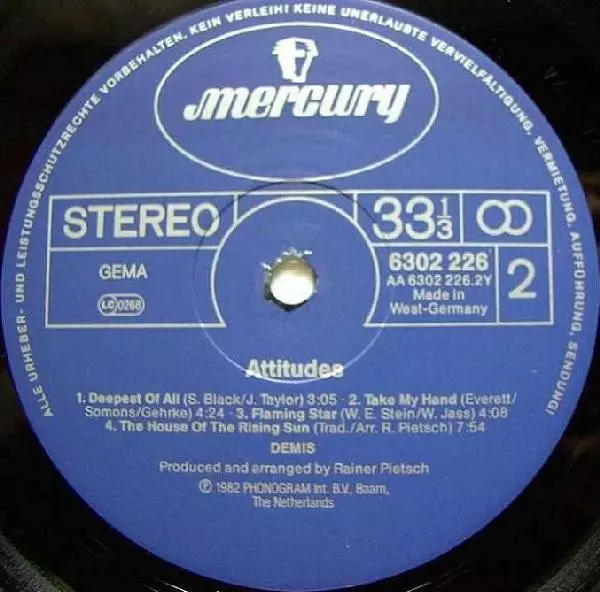 ALLE URHEBER- UND LEISTUNGSSCHUTZRECHTE VORBEHALTEN. KEIN VERLEIH! KEINE UNERLAUBTE VERVIELFÄLTIGUNG, VERMIETUNG, AUFFÜHRUNG, SENDUNG!
mercury
STEREO
33 1/3
GEMA
LC 0268
6302 226
AA 6302 226.2Y
Made in
West-Germany
2
Attitudes
1. Deepest Of All (S. Black/J. Taylor) 3:05 · 2. Take My Hand (Everett/
Somons/Gehrke) 4:24 · 3. Flaming Star (W. E. Stein/W. Jass) 4:08
4. The House Of The Rising Sun (Trad./Arr. R. Pietsch) 7:54
DEMIS
Produced and arranged by Rainer Pietsch
℗ 1982 PHONOGRAM Int. B.V., Baarn,
The Netherlands